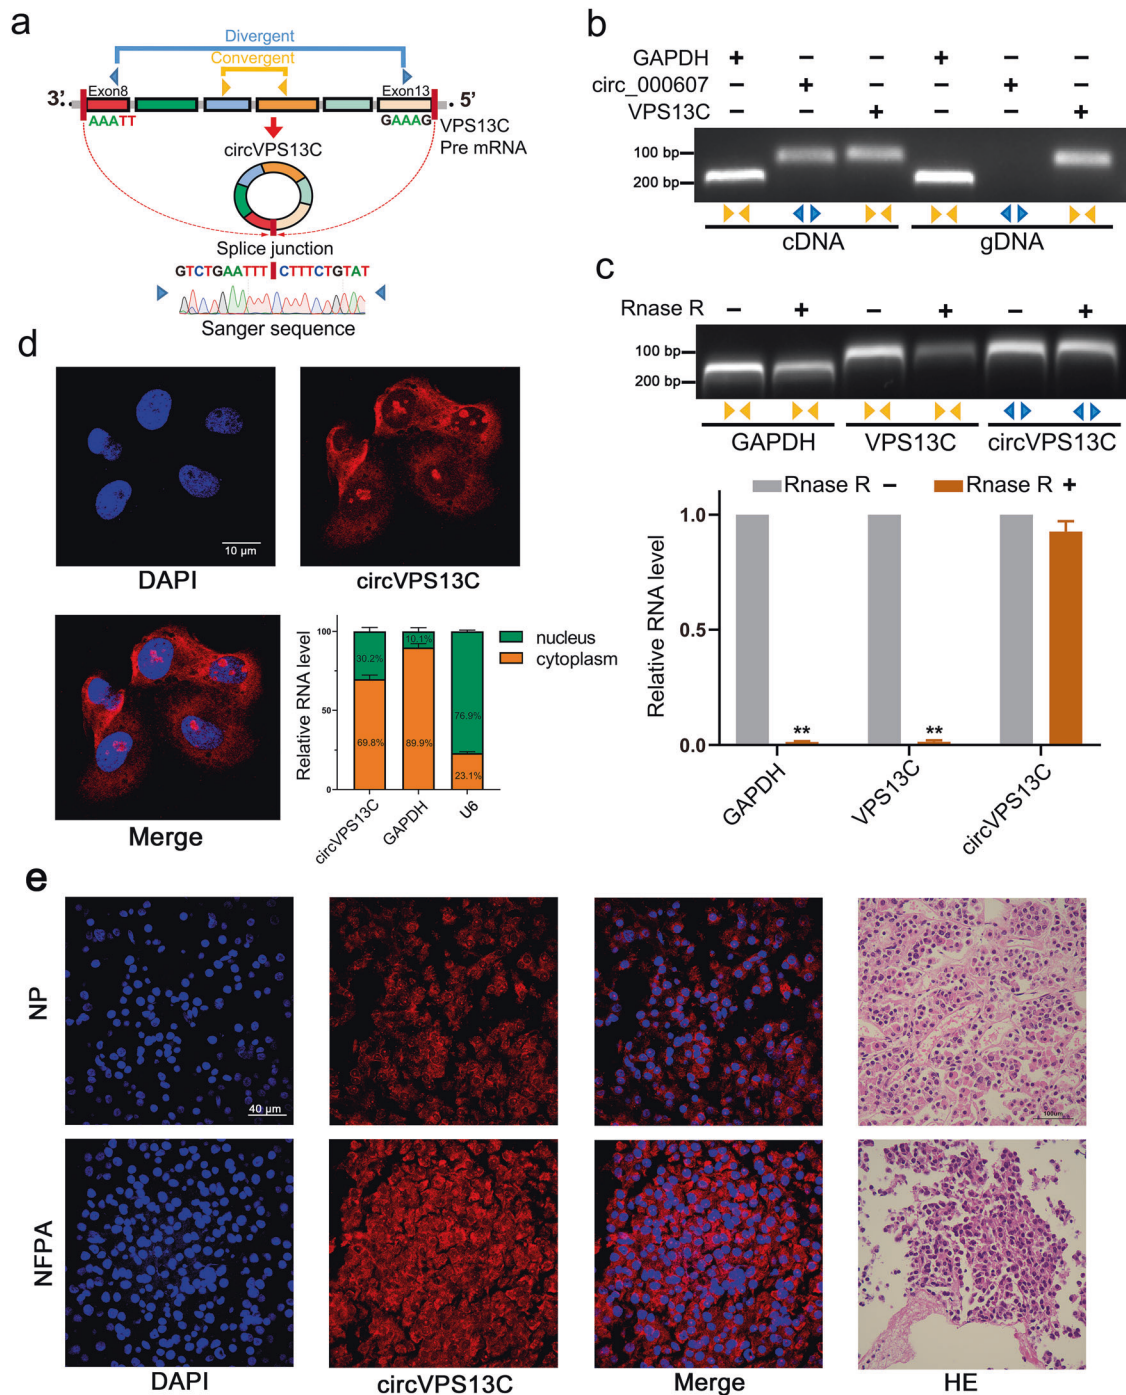 a
Divergent
Convergent
3'. Exon8 Exon13 . 5'
AAATT GAAAG
VPS13C
Pre mRNA
circVPS13C
Splice junction
GTCTGAATTT CTTTCTGTAT
Sanger sequence
b
GAPDH + − − + − −
circ_000607 − + − − + −
VPS13C − − + − − +
100 bp
200 bp
cDNA gDNA
c
Rnase R − + − + − +
100 bp
200 bp
GAPDH VPS13C circVPS13C
Rnase R − Rnase R +
Relative RNA level
1.0
0.5
0.0
** **
GAPDH
VPS13C
circVPS13C
d
10 µm
DAPI circVPS13C
Merge
Relative RNA level
100
50
0
30.2% 10.1% 76.9%
69.8% 89.9% 23.1%
nucleus
cytoplasm
circVPS13C
GAPDH
U6
e
NP
40 µm
100um
NFPA
DAPI circVPS13C Merge HE